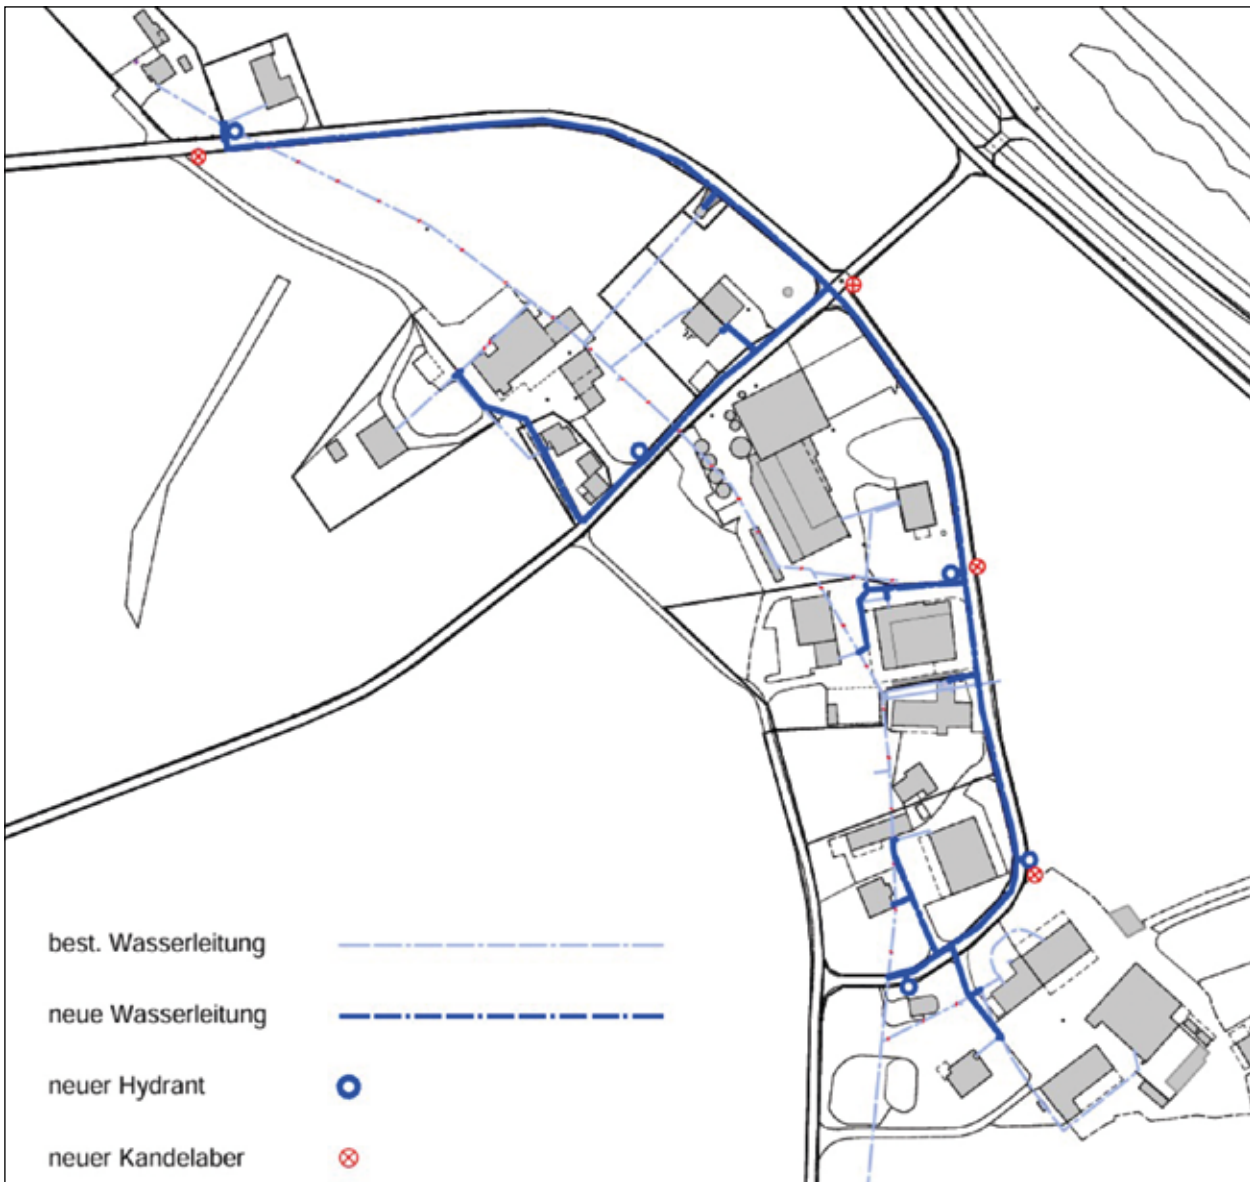 best. Wasserleitung
neue Wasserleitung
neuer Hydrant
neuer Kandelaber